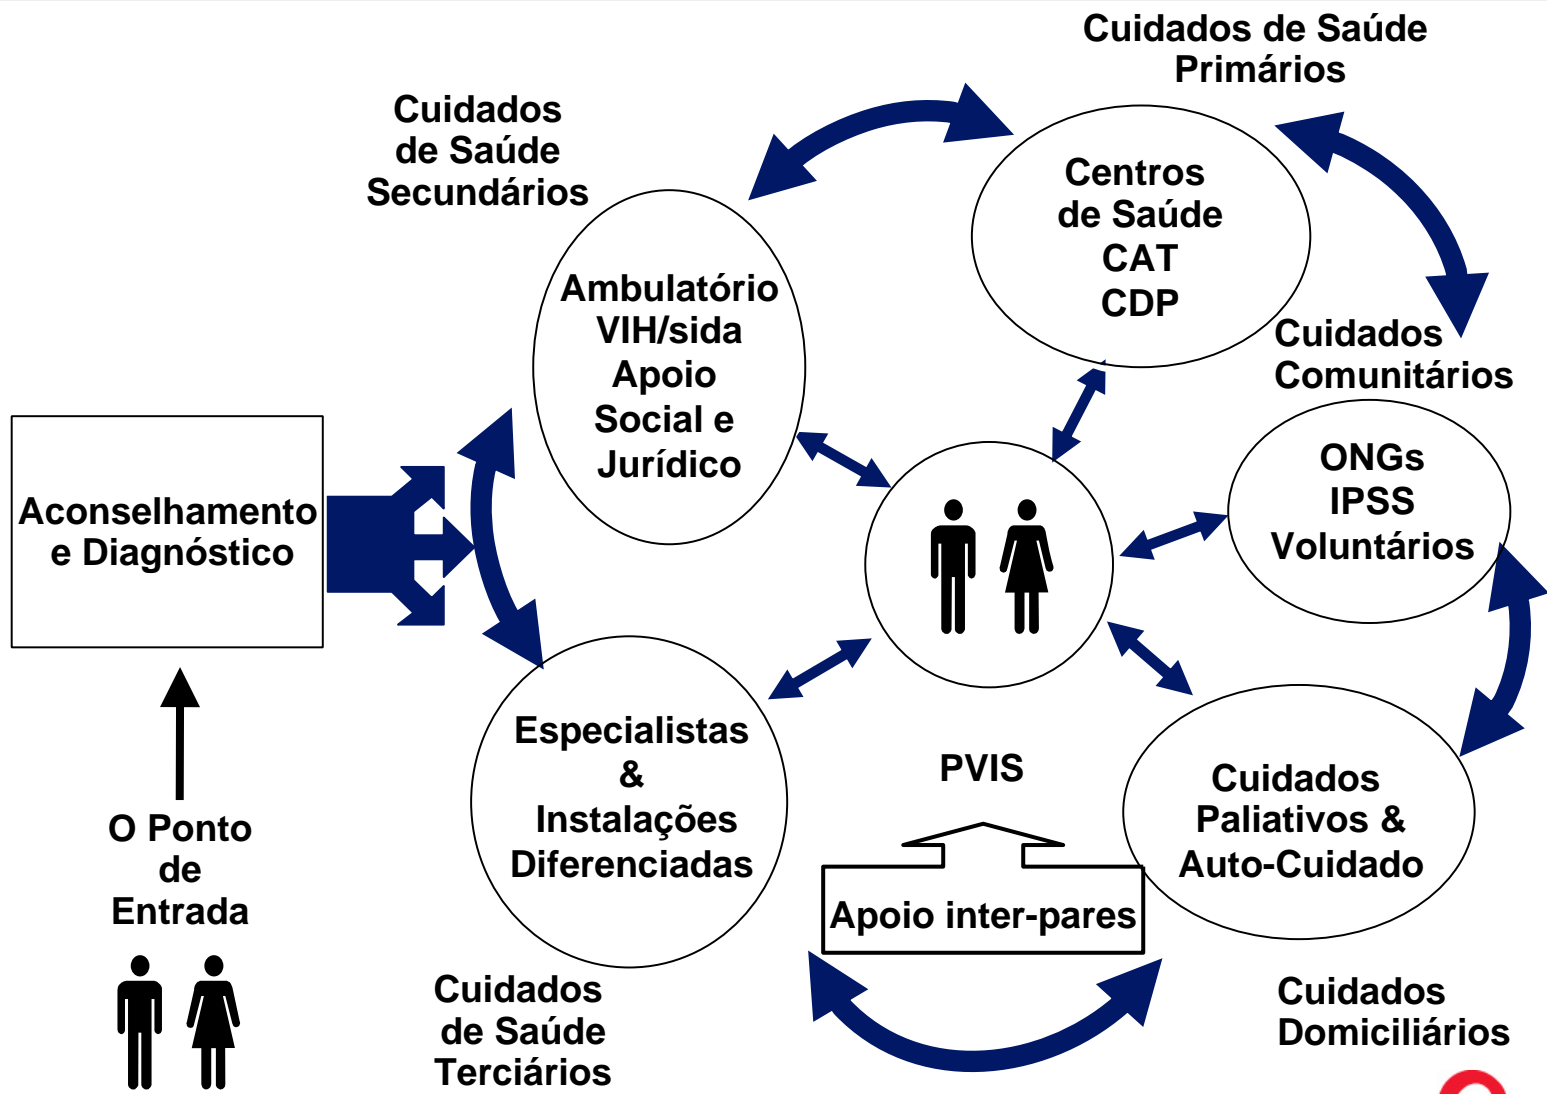 Cuidados de Saúde
Primários
Cuidados
de Saúde
Secundários
Centros
de Saúde
CAT
CDP
Ambulatório
VIH/sida
Apoio
Social e
Jurídico
Cuidados
Comunitários
ONGs
IPSS
Voluntários
Aconselhamento
e Diagnóstico
Especialistas
&
Instalações
Diferenciadas
PVIS
Cuidados
Paliativos &
Auto-Cuidado
O Ponto
de
Entrada
Apoio inter-pares
Cuidados
de Saúde
Terciários
Cuidados
Domiciliários